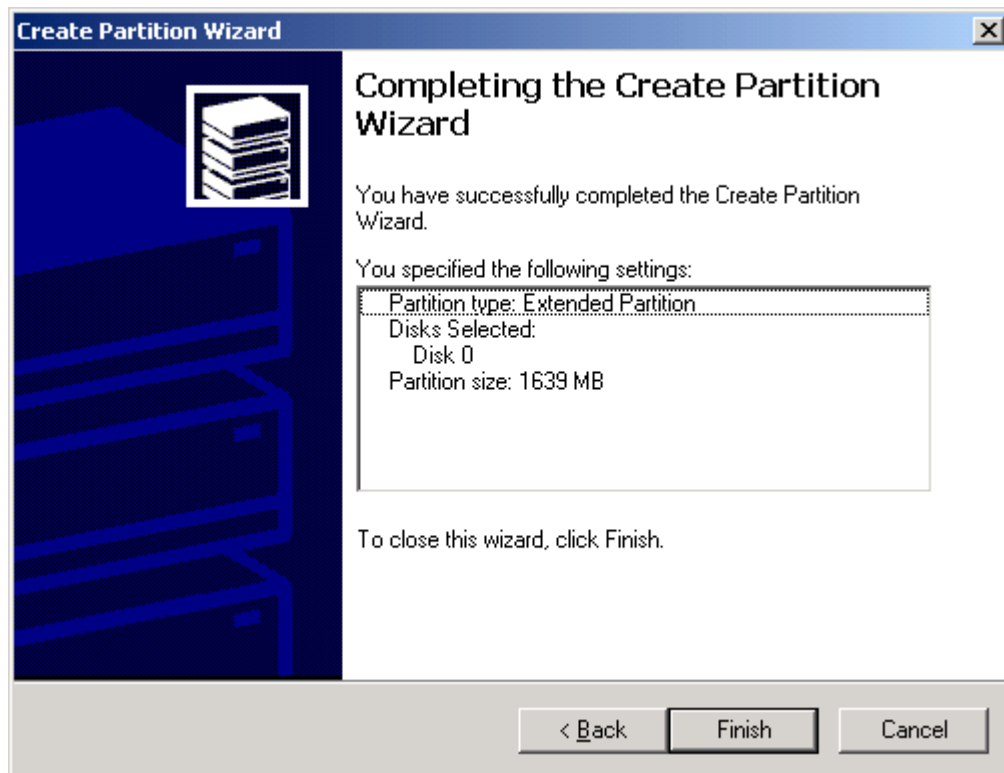 Create Partition Wizard
Completing the Create Partition
Wizard
You have successfully completed the Create Partition
Wizard.
You specified the following settings:
Partition type: Extended Partition
Disks Selected:
Disk 0
Partition size: 1639 MB
To close this wizard, click Finish.
< Back Finish Cancel